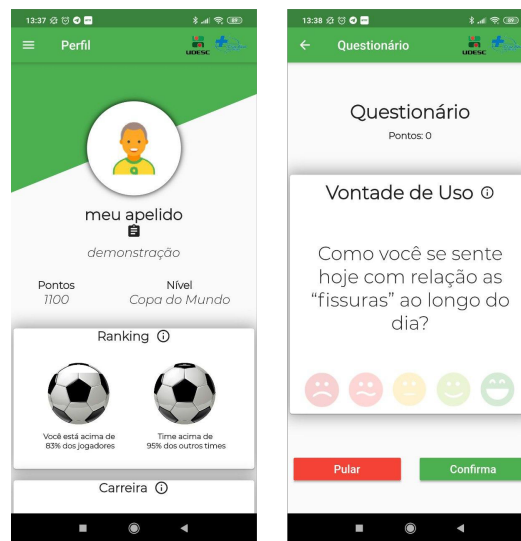 13:37
89
Perfil
UDESC
meu apelido
demonstração
Pontos
1100
Nível
Copa do Mundo
Ranking
Você está acima de
83% dos jogadores
Time acima de
95% dos outros times
Carreira
13:38
89
Questionário
UDESC
Questionário
Pontos: 0
Vontade de Uso
Como você se sente
hoje com relação as
“fissuras” ao longo do
dia?
Pular
Confirma